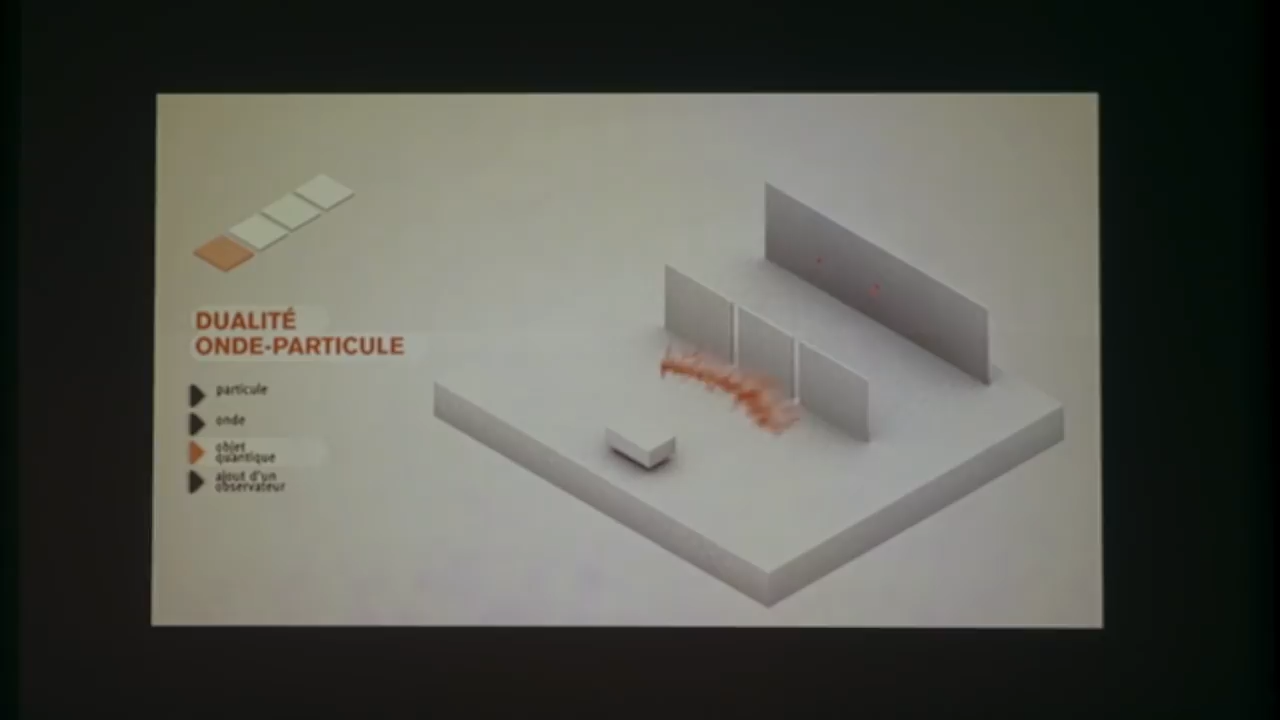 DUALITÉ
ONDE-PARTICULE
particule
onde
objet
quantique
ajout d'un
observateur